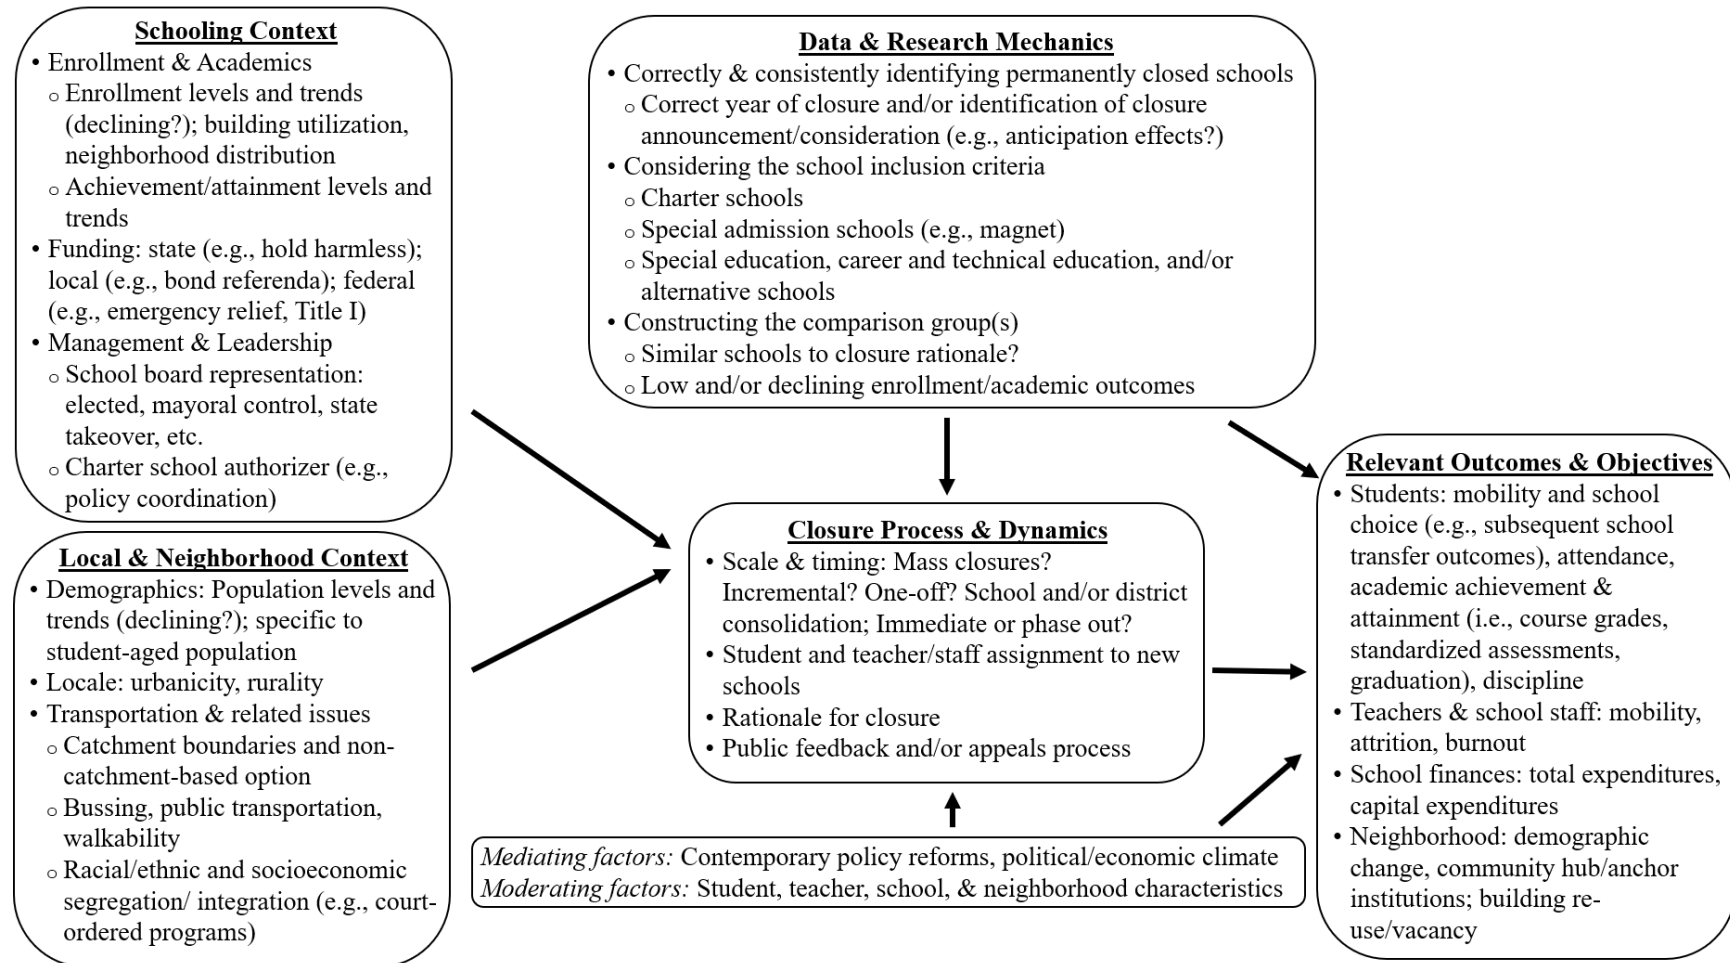 Schooling Context
• Enrollment & Academics
o Enrollment levels and trends
(declining?); building utilization,
neighborhood distribution
o Achievement/attainment levels and
trends
• Funding: state (e.g., hold harmless);
local (e.g., bond referenda); federal
(e.g., emergency relief, Title I)
• Management & Leadership
o School board representation:
elected, mayoral control, state
takeover, etc.
o Charter school authorizer (e.g.,
policy coordination)
Local & Neighborhood Context
• Demographics: Population levels and
trends (declining?); specific to
student-aged population
• Locale: urbanicity, rurality
• Transportation & related issues
o Catchment boundaries and non-
catchment-based option
o Bussing, public transportation,
walkability
o Racial/ethnic and socioeconomic
segregation/ integration (e.g., court-
ordered programs)
Data & Research Mechanics
• Correctly & consistently identifying permanently closed schools
o Correct year of closure and/or identification of closure
announcement/consideration (e.g., anticipation effects?)
• Considering the school inclusion criteria
o Charter schools
o Special admission schools (e.g., magnet)
o Special education, career and technical education, and/or
alternative schools
• Constructing the comparison group(s)
o Similar schools to closure rationale?
o Low and/or declining enrollment/academic outcomes
Closure Process & Dynamics
• Scale & timing: Mass closures?
Incremental? One-off? School and/or district
consolidation; Immediate or phase out?
• Student and teacher/staff assignment to new
schools
• Rationale for closure
• Public feedback and/or appeals process
Mediating factors: Contemporary policy reforms, political/economic climate
Moderating factors: Student, teacher, school, & neighborhood characteristics
Relevant Outcomes & Objectives
• Students: mobility and school
choice (e.g., subsequent school
transfer outcomes), attendance,
academic achievement &
attainment (i.e., course grades,
standardized assessments,
graduation), discipline
• Teachers & school staff: mobility,
attrition, burnout
• School finances: total expenditures,
capital expenditures
• Neighborhood: demographic
change, community hub/anchor
institutions; building re-
use/vacancy